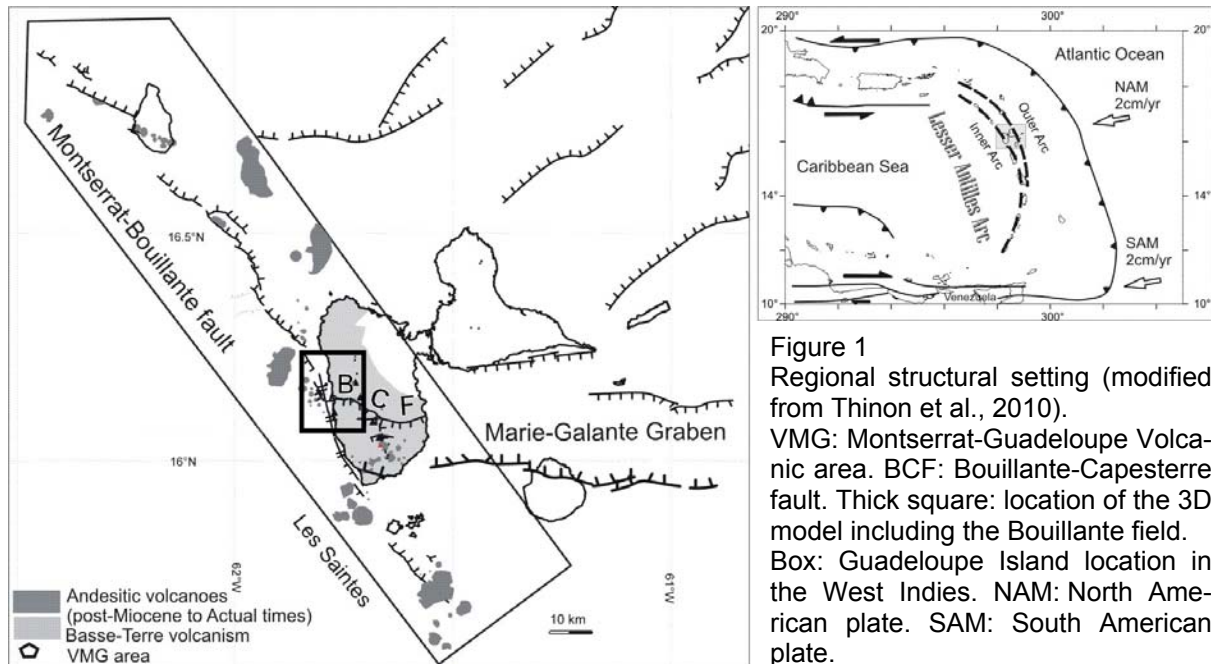 Montserrat-Bouillante fault
16.5°N
B C F
Marie-Galante Graben
16°N
Les Saintes
62°W
61°W
Andesitic volcanoes
(post-Miocene to Actual times)
Basse-Terre volcanism
VMG area
10 km
290° 300°
20°
Atlantic Ocean
NAM
2cm/yr
Outer Arc
Inner Arc
Lesser Antilles Arc
Caribbean Sea
14° 14°
SAM
2cm/yr
Venezuela
10° 10°
290° 300°
Figure 1
Regional structural setting (modified
from Thinon et al., 2010).
VMG: Montserrat-Guadeloupe Volca-
nic area. BCF: Bouillante-Capesterre
fault. Thick square: location of the 3D
model including the Bouillante field.
Box: Guadeloupe Island location in
the West Indies. NAM: North Ame-
rican plate. SAM: South American
plate.